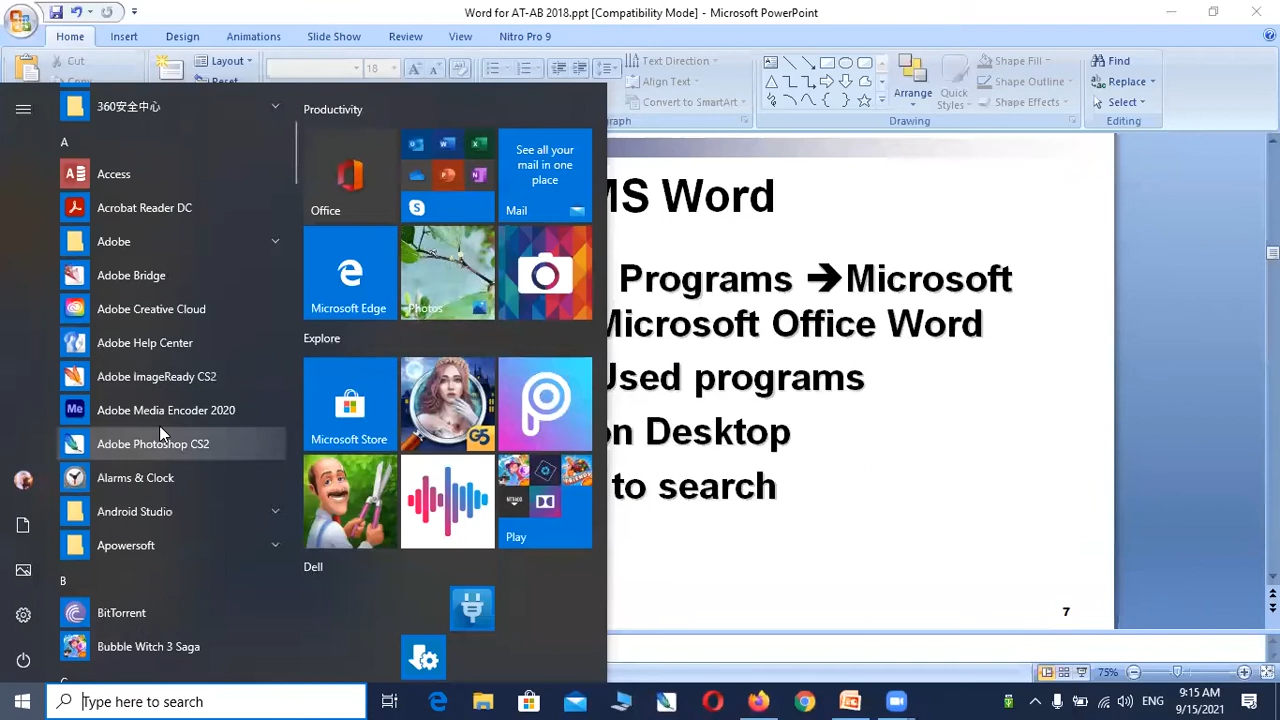 Word for AT-AB 2018.ppt [Compatibility Mode] - Microsoft PowerPoint
Home Insert Design Animations Slide Show Review View Nitro Pro 9
Cut
Layout
Reset
18
Text Direction
Align Text
Convert to SmartArt
Arrange
Quick Styles
Shape Fill
Shape Outline
Shape Effects
Find
Replace
Select
Drawing
Editing
360安全中心
A
Access
Acrobat Reader DC
Adobe
Adobe Bridge
Adobe Creative Cloud
Adobe Help Center
Adobe ImageReady CS2
Adobe Media Encoder 2020
Adobe Photoshop CS2
Alarms & Clock
Android Studio
Apowersoft
B
BitTorrent
Bubble Witch 3 Saga
Productivity
Office
See all your
mail in one
place
Mail
Microsoft Edge
Photos
Explore
Microsoft Store
G5
Play
Dell
MS Word
Programs ➔Microsoft
Microsoft Office Word
Used programs
on Desktop
to search
7
75%
Type here to search
ENG
9:15 AM
9/15/2021